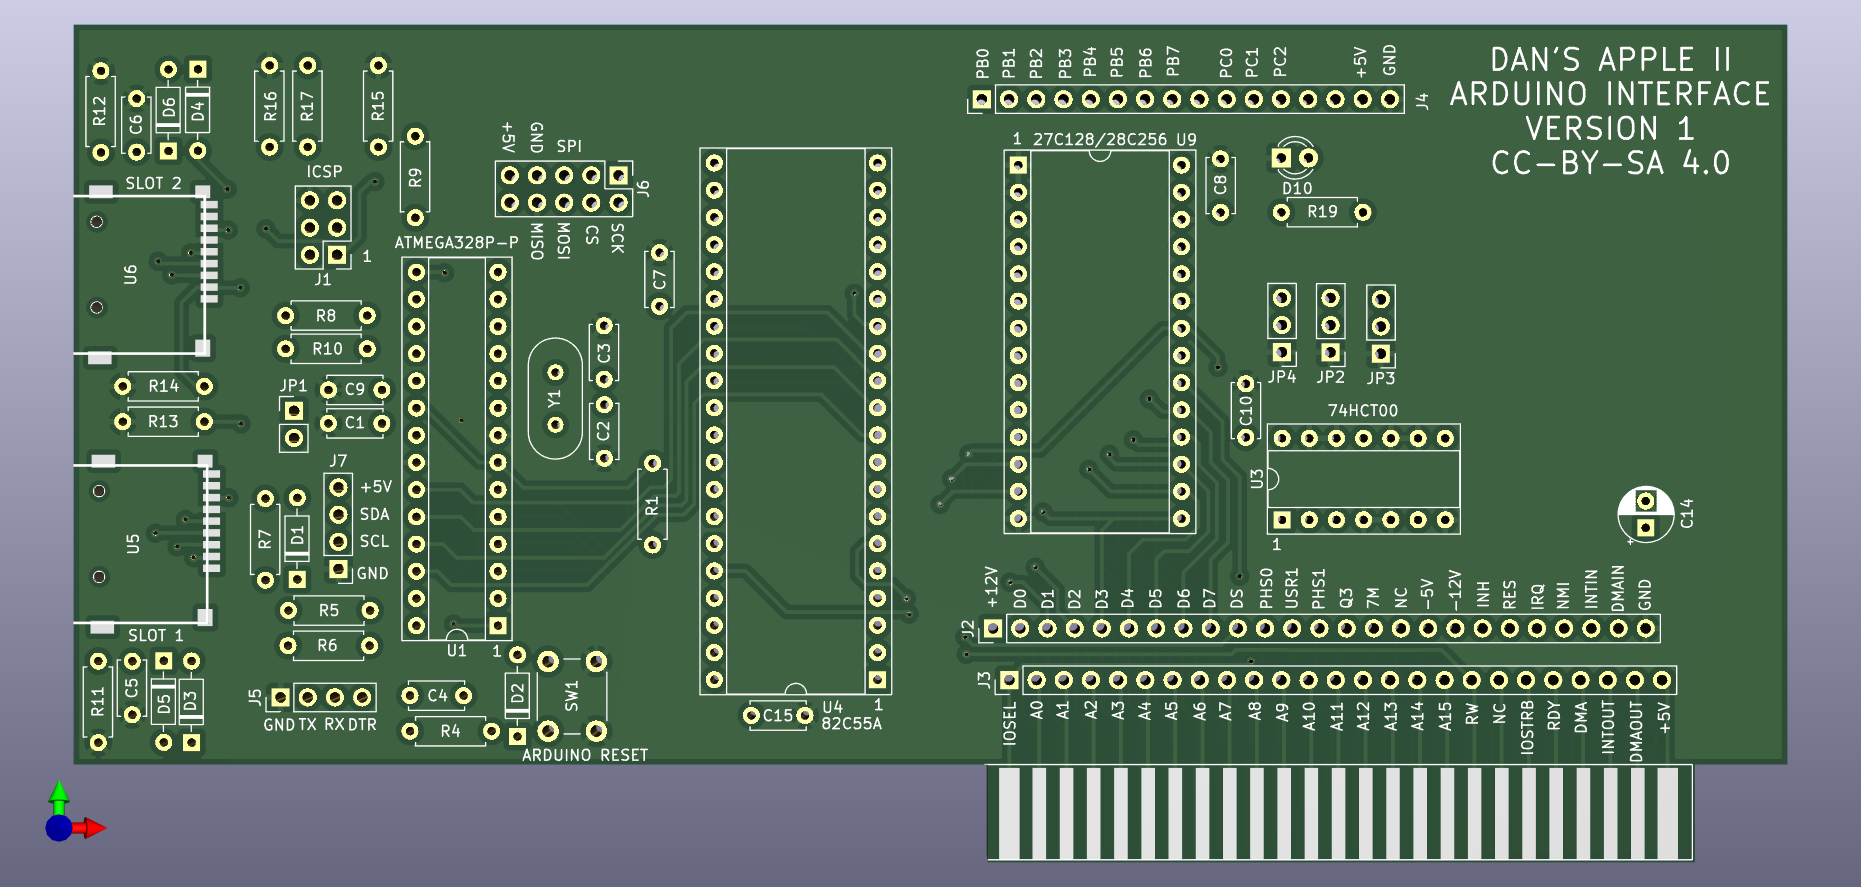 DAN'S APPLE II
ARDUINO INTERFACE
VERSION 1
CC-BY-SA 4.0
PB0 PB1 PB2 PB3 PB4 PB5 PB6 PB7 PC0 PC1 PC2 +5V GND
J4
R12 C6 D6 D4 R16 R17 R15 R9
SLOT 2
ICSP
J1
1
U6
+5V GND SPI
J6
MISO MOSI CS SCK
ATMEGA328P-P
1 27C128/28C256 U9
C8
D10
R19
C7
R8
R10
C3
JP4 JP2 JP3
R14
JP1
C9
Y1
C10
74HCT00
R13
C1
C2
J7
+5V
SDA
SCL
GND
U3
1
R1
C14
+
U5
R7 D1
R5
R6
SLOT 1
U1 1
+12V D0 D1 D2 D3 D4 D5 D6 D7 DS PHS0 USR1 PHS1 Q3 7M NC -5V -12V INH RES IRQ NMI INTIN DMAIN GND
J2
J3
R11 C5 D5 D3
J5
GND TX RX DTR
C4
R4
D2
SW1
ARDUINO RESET
C15
U4
82C55A
1
IOSEL A0 A1 A2 A3 A4 A5 A6 A7 A8 A9 A10 A11 A12 A13 A14 A15 RW NC IOSTRB RDY DMA INTOUT DMAOUT +5V